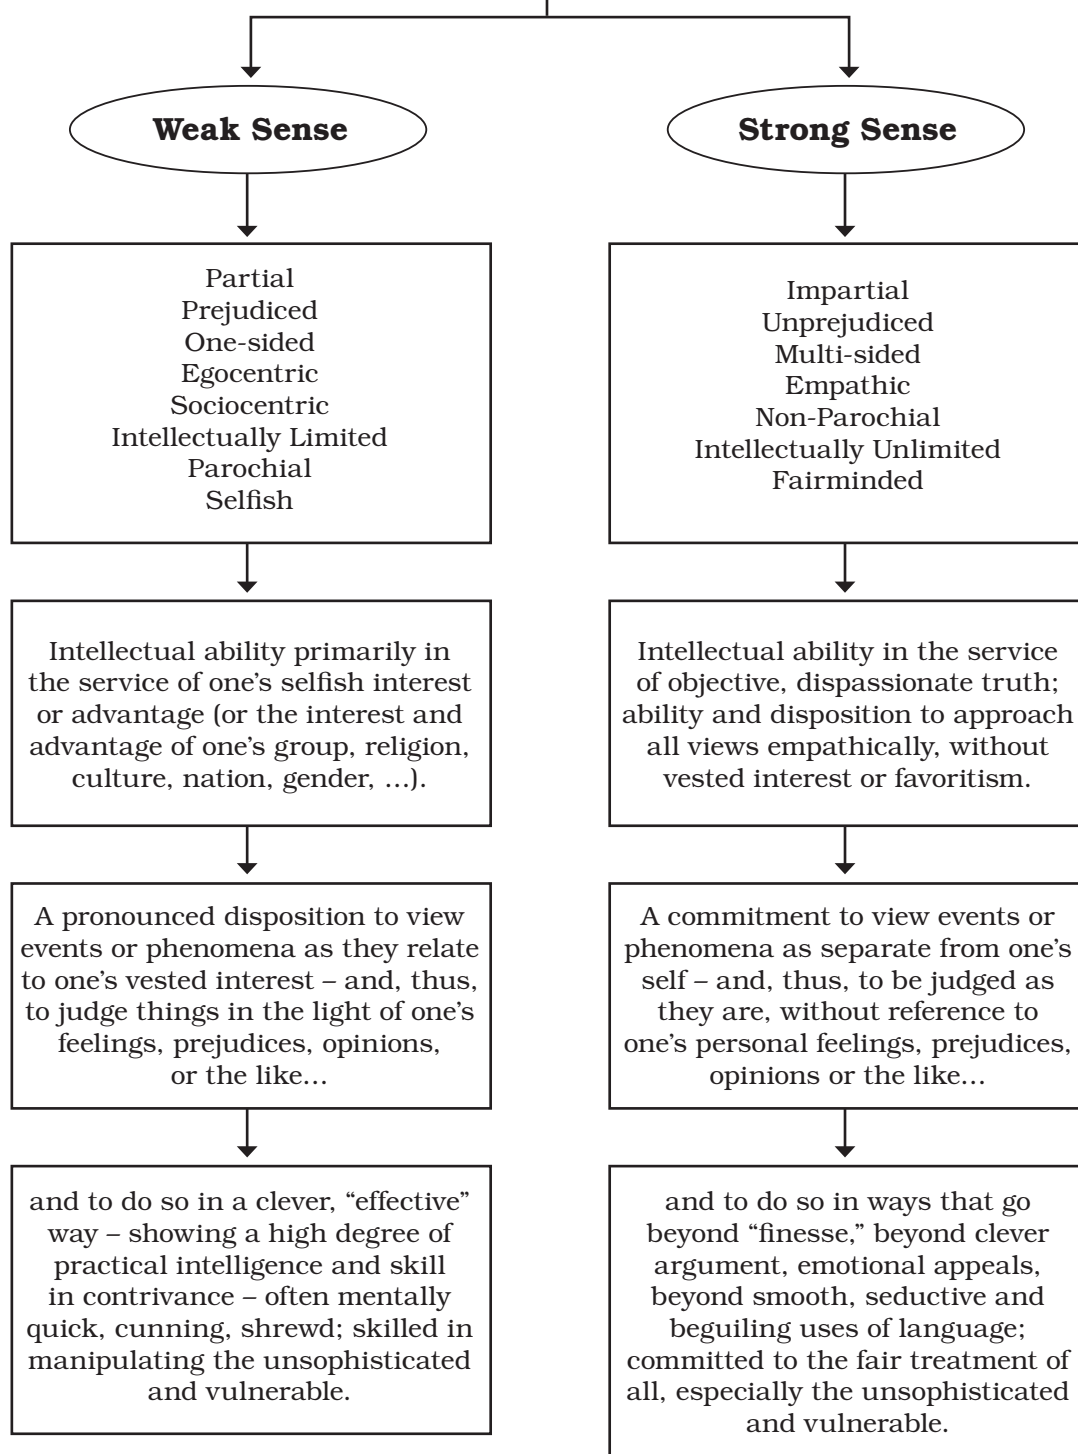 Weak Sense
Partial
Prejudiced
One-sided
Egocentric
Sociocentric
Intellectually Limited
Parochial
Selfish
Intellectual ability primarily in
the service of one’s selfish interest
or advantage (or the interest and
advantage of one’s group, religion,
culture, nation, gender, …).
A pronounced disposition to view
events or phenomena as they relate
to one’s vested interest – and, thus,
to judge things in the light of one’s
feelings, prejudices, opinions,
or the like…
and to do so in a clever, “effective”
way – showing a high degree of
practical intelligence and skill
in contrivance – often mentally
quick, cunning, shrewd; skilled in
manipulating the unsophisticated
and vulnerable.
Strong Sense
Impartial
Unprejudiced
Multi-sided
Empathic
Non-Parochial
Intellectually Unlimited
Fairminded
Intellectual ability in the service
of objective, dispassionate truth;
ability and disposition to approach
all views empathically, without
vested interest or favoritism.
A commitment to view events or
phenomena as separate from one’s
self – and, thus, to be judged as
they are, without reference to
one’s personal feelings, prejudices,
opinions or the like…
and to do so in ways that go
beyond “finesse,” beyond clever
argument, emotional appeals,
beyond smooth, seductive and
beguiling uses of language;
committed to the fair treatment of
all, especially the unsophisticated
and vulnerable.